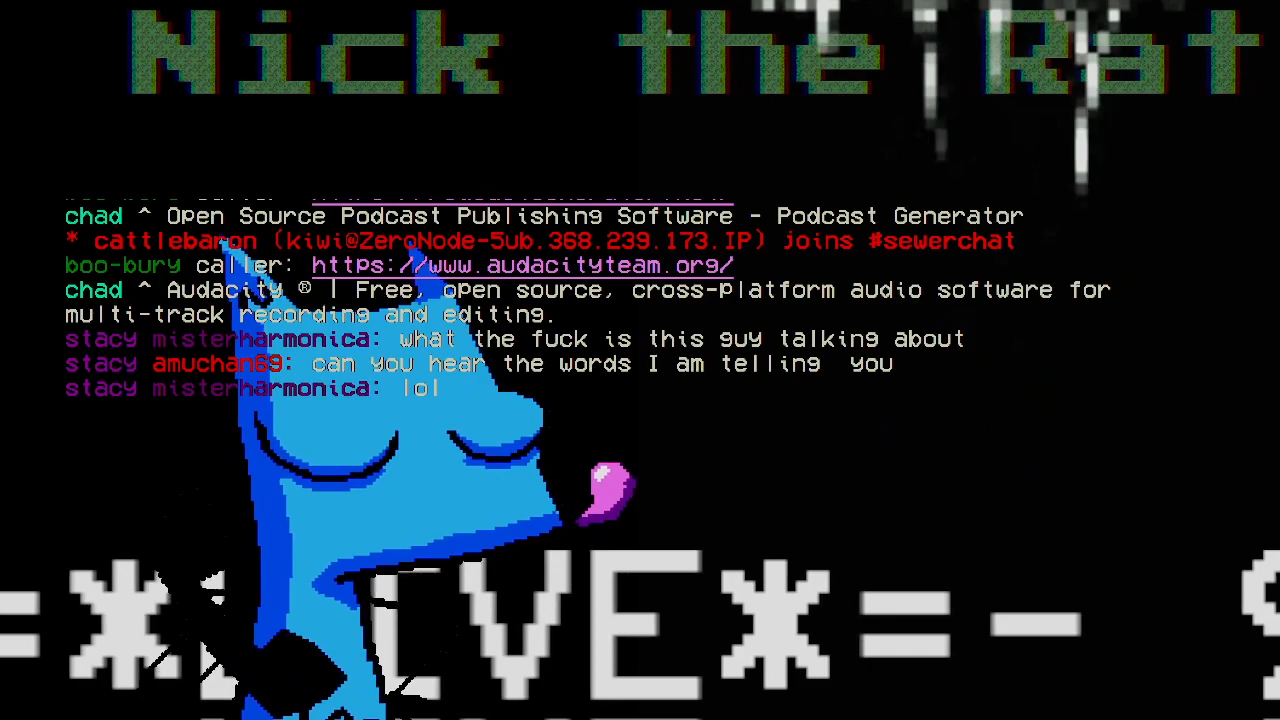 Nick the Rat
chad ^ Open Source Podcast Publishing Software - Podcast Generator
* cattlebaron (kiwi@ZeroNode-5ub.368.239.173.IP) joins #sewerchat
boo-bury caller: https://www.audacityteam.org/
chad ^ Audacity ® | Free, open source, cross-platform audio software for
multi-track recording and editing.
stacy misterharmonica: what the fuck is this guy talking about
stacy amuchan69: can you hear the words I am telling  you
stacy misterharmonica: lol
=*LIVE*=-